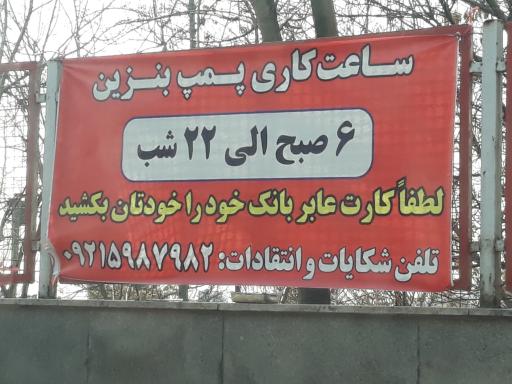 ساعت کاری پمپ بنزین
۶ صبح الی ۲۲ شب
لطفاً کارت عابر بانک خود را خودتان بکشید
تلفن شکایات و انتقادات: ۰۹۲۱۵۹۸۷۹۸۲